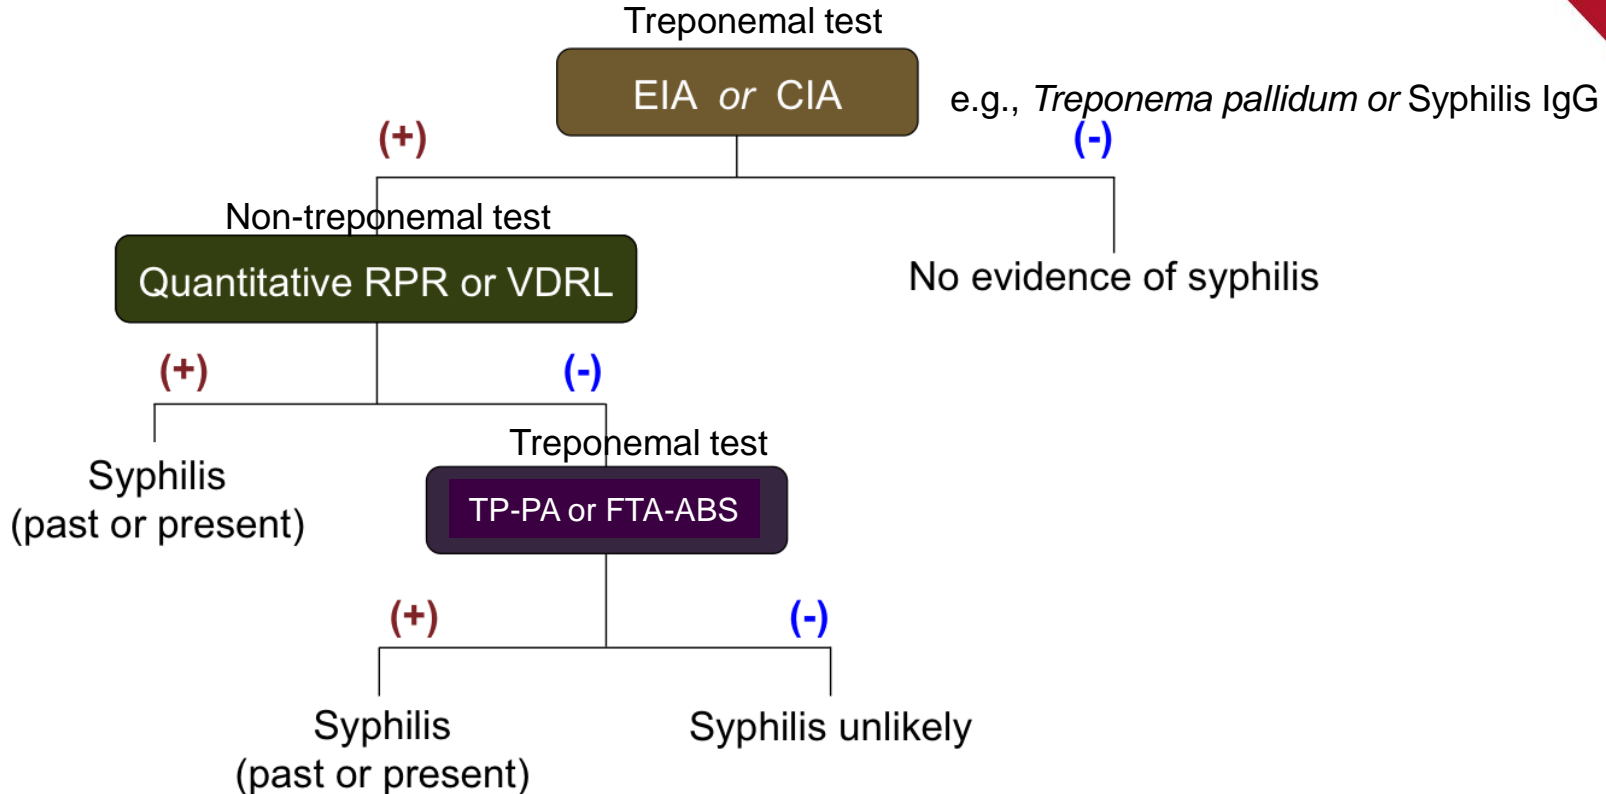 Treponemal test
EIA or CIA
e.g., Treponema pallidum or Syphilis IgG
(+)
(-)
Non-treponemal test
Quantitative RPR or VDRL
No evidence of syphilis
(+)
(-)
Treponemal test
Syphilis
(past or present)
TP-PA or FTA-ABS
(+)
(-)
Syphilis
(past or present)
Syphilis unlikely